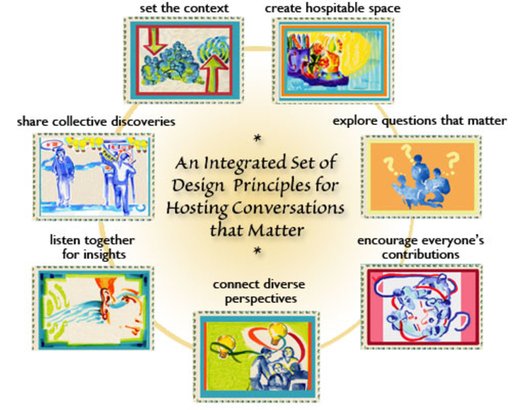 set the context
create hospitable space
share collective discoveries
explore questions that matter
*
An Integrated Set of
Design Principles for
Hosting Conversations
that Matter
*
listen together
for insights
encourage everyone's
contributions
connect diverse
perspectives
? ? ?